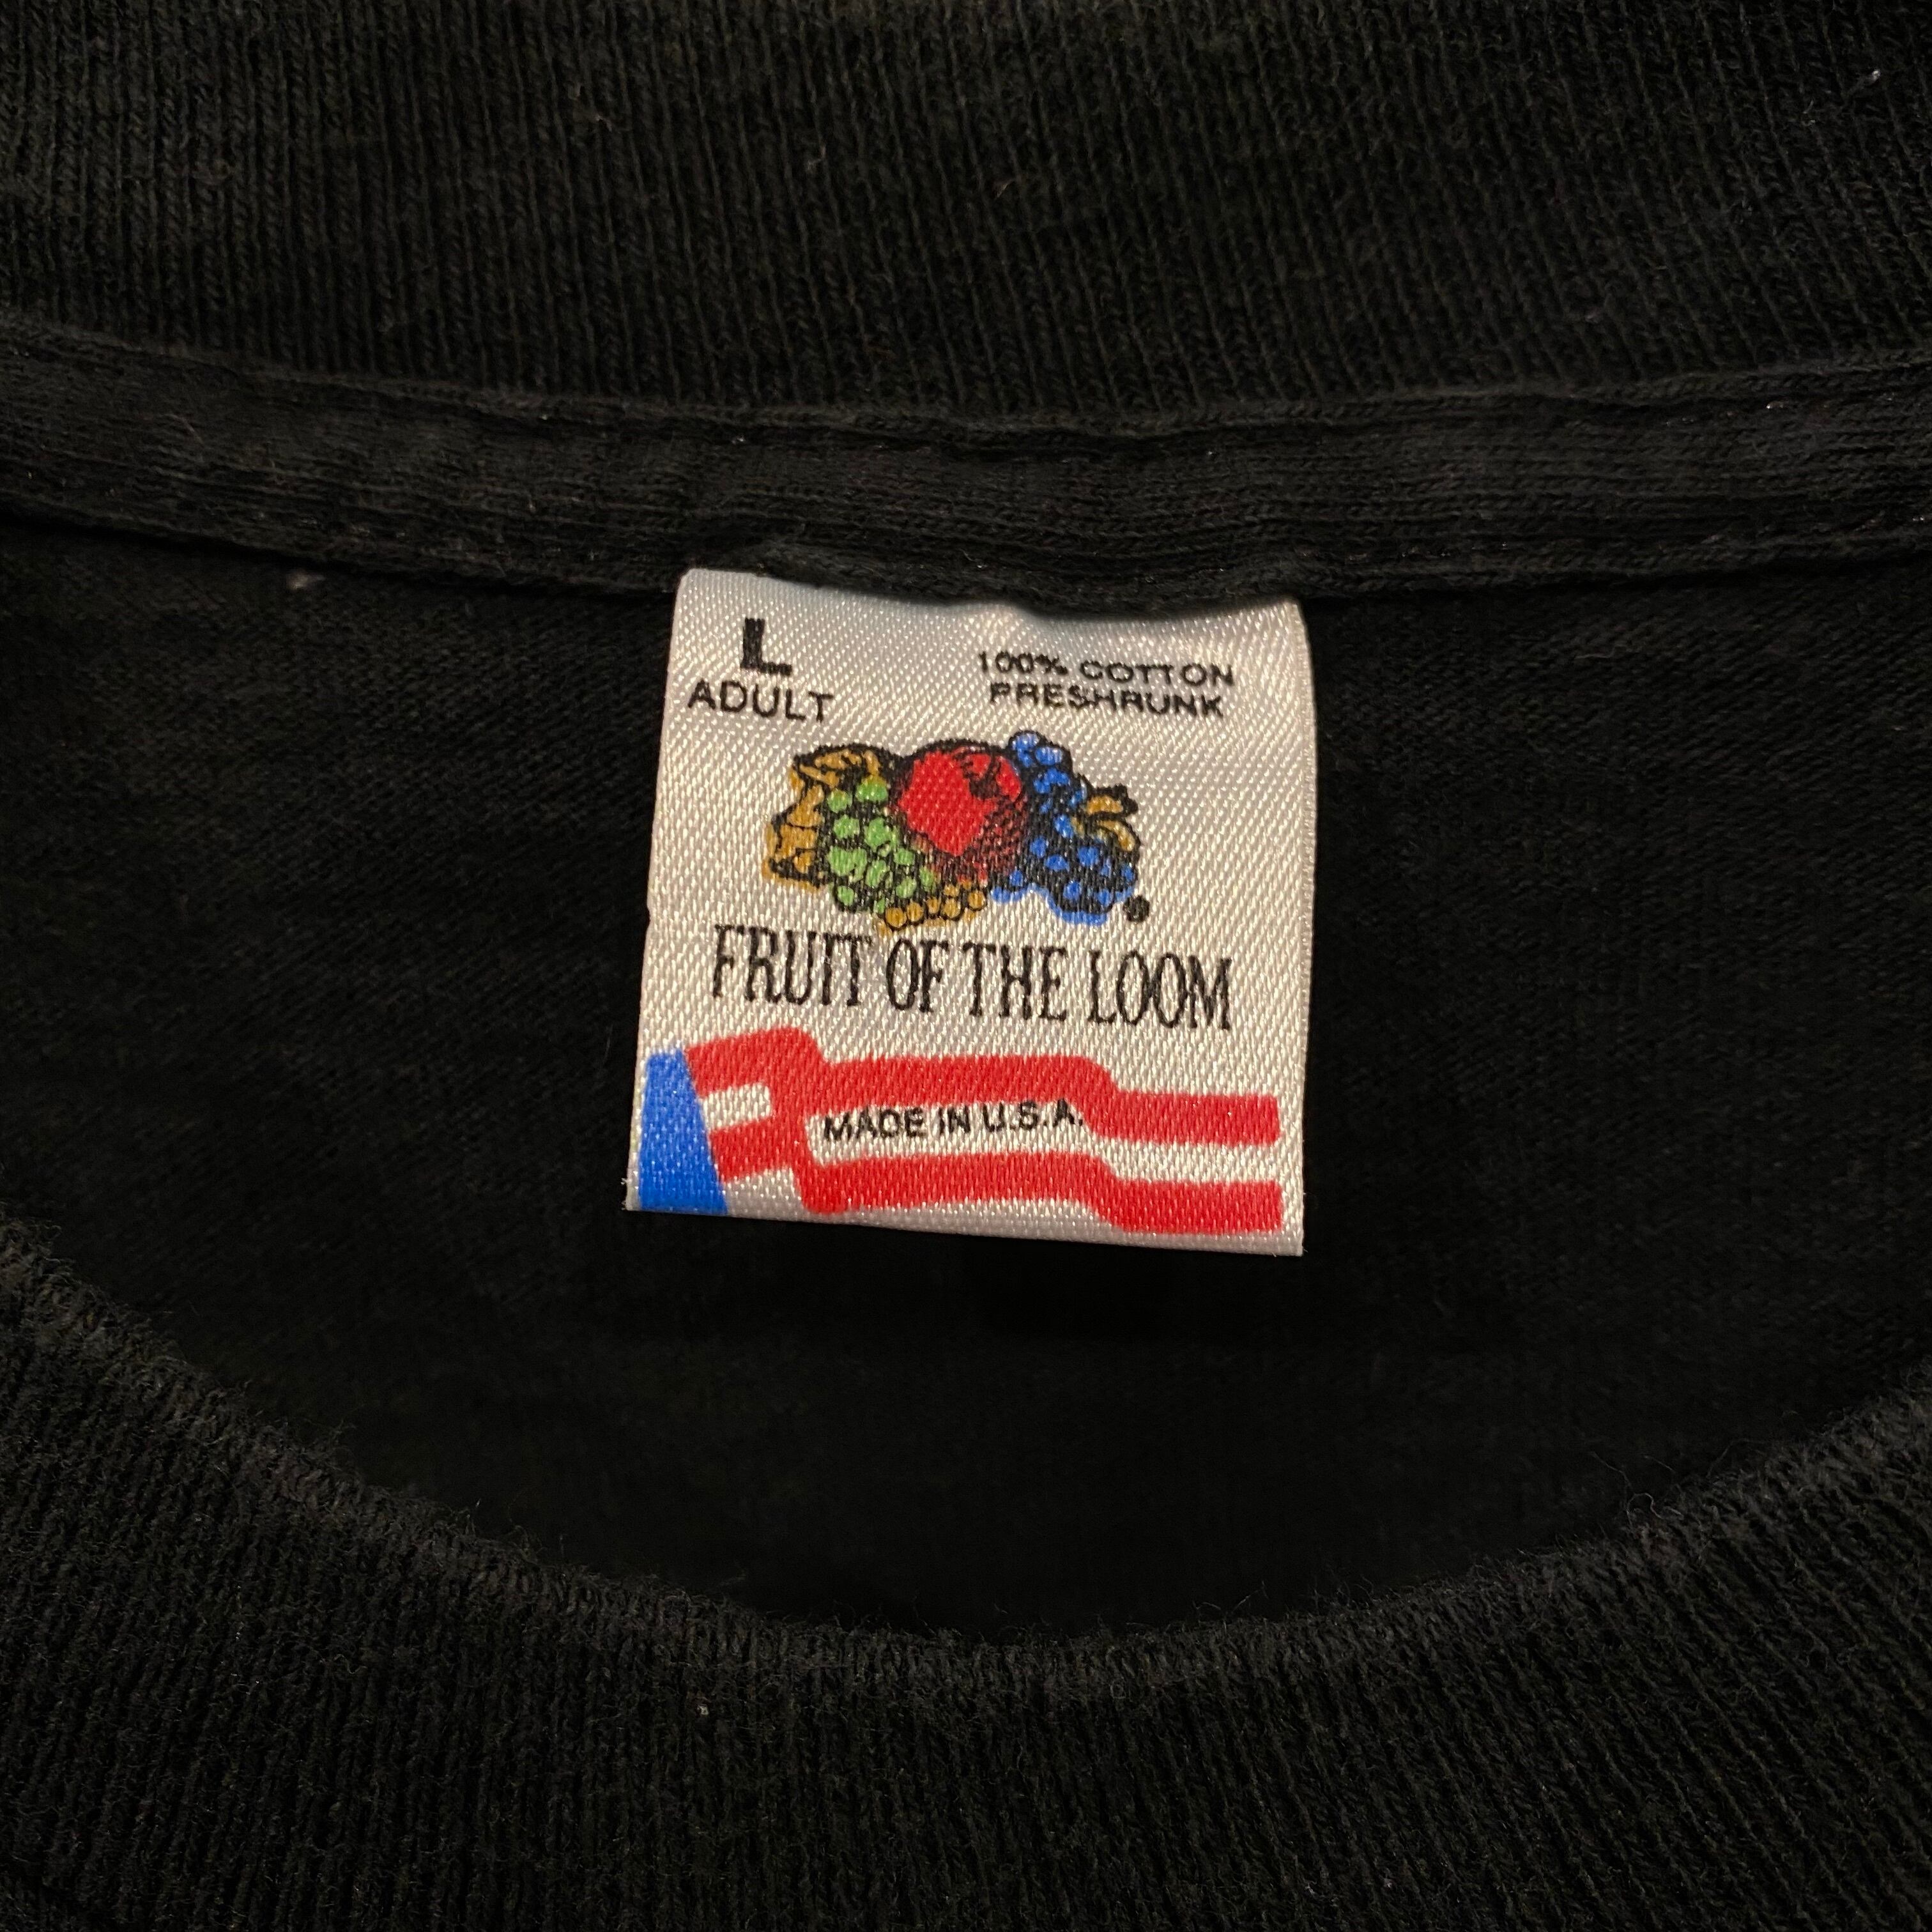 L
ADULT
100% COTTON
PRESHRUNK
FRUIT OF THE LOOM
MADE IN U.S.A.